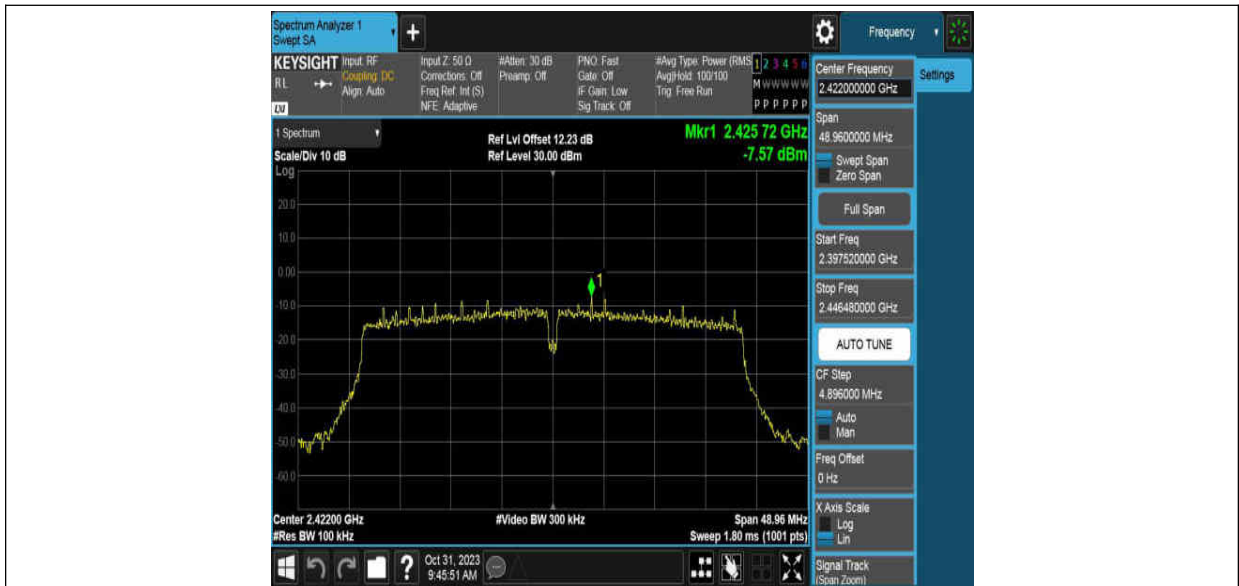 Spectrum Analyzer 1
Swept SA
+
Frequency
KEYSIGHT
RL
LXI
Input: RF
Coupling: DC
Align: Auto
Input Z: 50 Ω
Corrections: Off
Freq Ref: Int (S)
NFE: Adaptive
#Atten: 30 dB
Preamp: Off
PNO: Fast
Gate: Off
IF Gain: Low
Sig Track: Off
#Avg Type: Power (RMS
Avg|Hold: 100/100
Trig: Free Run
1 2 3 4 5 6
M W W W W W
P P P P P P
Center Frequency
2.422000000 GHz
Settings
Span
48.9600000 MHz
Swept Span
Zero Span
Full Span
Start Freq
2.397520000 GHz
Stop Freq
2.446480000 GHz
AUTO TUNE
CF Step
4.896000 MHz
Auto
Man
Freq Offset
0 Hz
X Axis Scale
Log
Lin
Signal Track
(Span Zoom)
1 Spectrum
Scale/Div 10 dB
Ref Lvl Offset 12.23 dB
Ref Level 30.00 dBm
Mkr1 2.425 72 GHz
-7.57 dBm
Log
20.0
10.0
0.00
-10.0
-20.0
-30.0
-40.0
-50.0
-60.0
1
Center 2.42200 GHz
#Res BW 100 kHz
#Video BW 300 kHz
Span 48.96 MHz
Sweep 1.80 ms (1001 pts)
?
Oct 31, 2023
9:45:51 AM